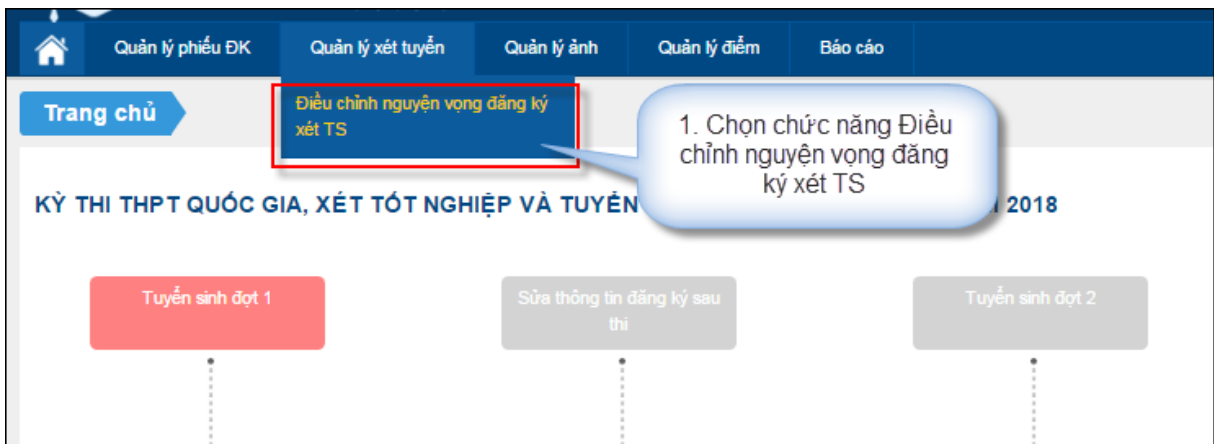 Quản lý phiếu ĐK Quản lý xét tuyển Quản lý ảnh Quản lý điểm Báo cáo
Trang chủ
Điều chỉnh nguyện vọng đăng ký
xét TS
1. Chọn chức năng Điều
chỉnh nguyện vọng đăng
ký xét TS
KỲ THI THPT QUỐC GIA, XÉT TỐT NGHIỆP VÀ TUYỂN 2018
Tuyển sinh đợt 1
Sửa thông tin đăng ký sau
thi
Tuyển sinh đợt 2